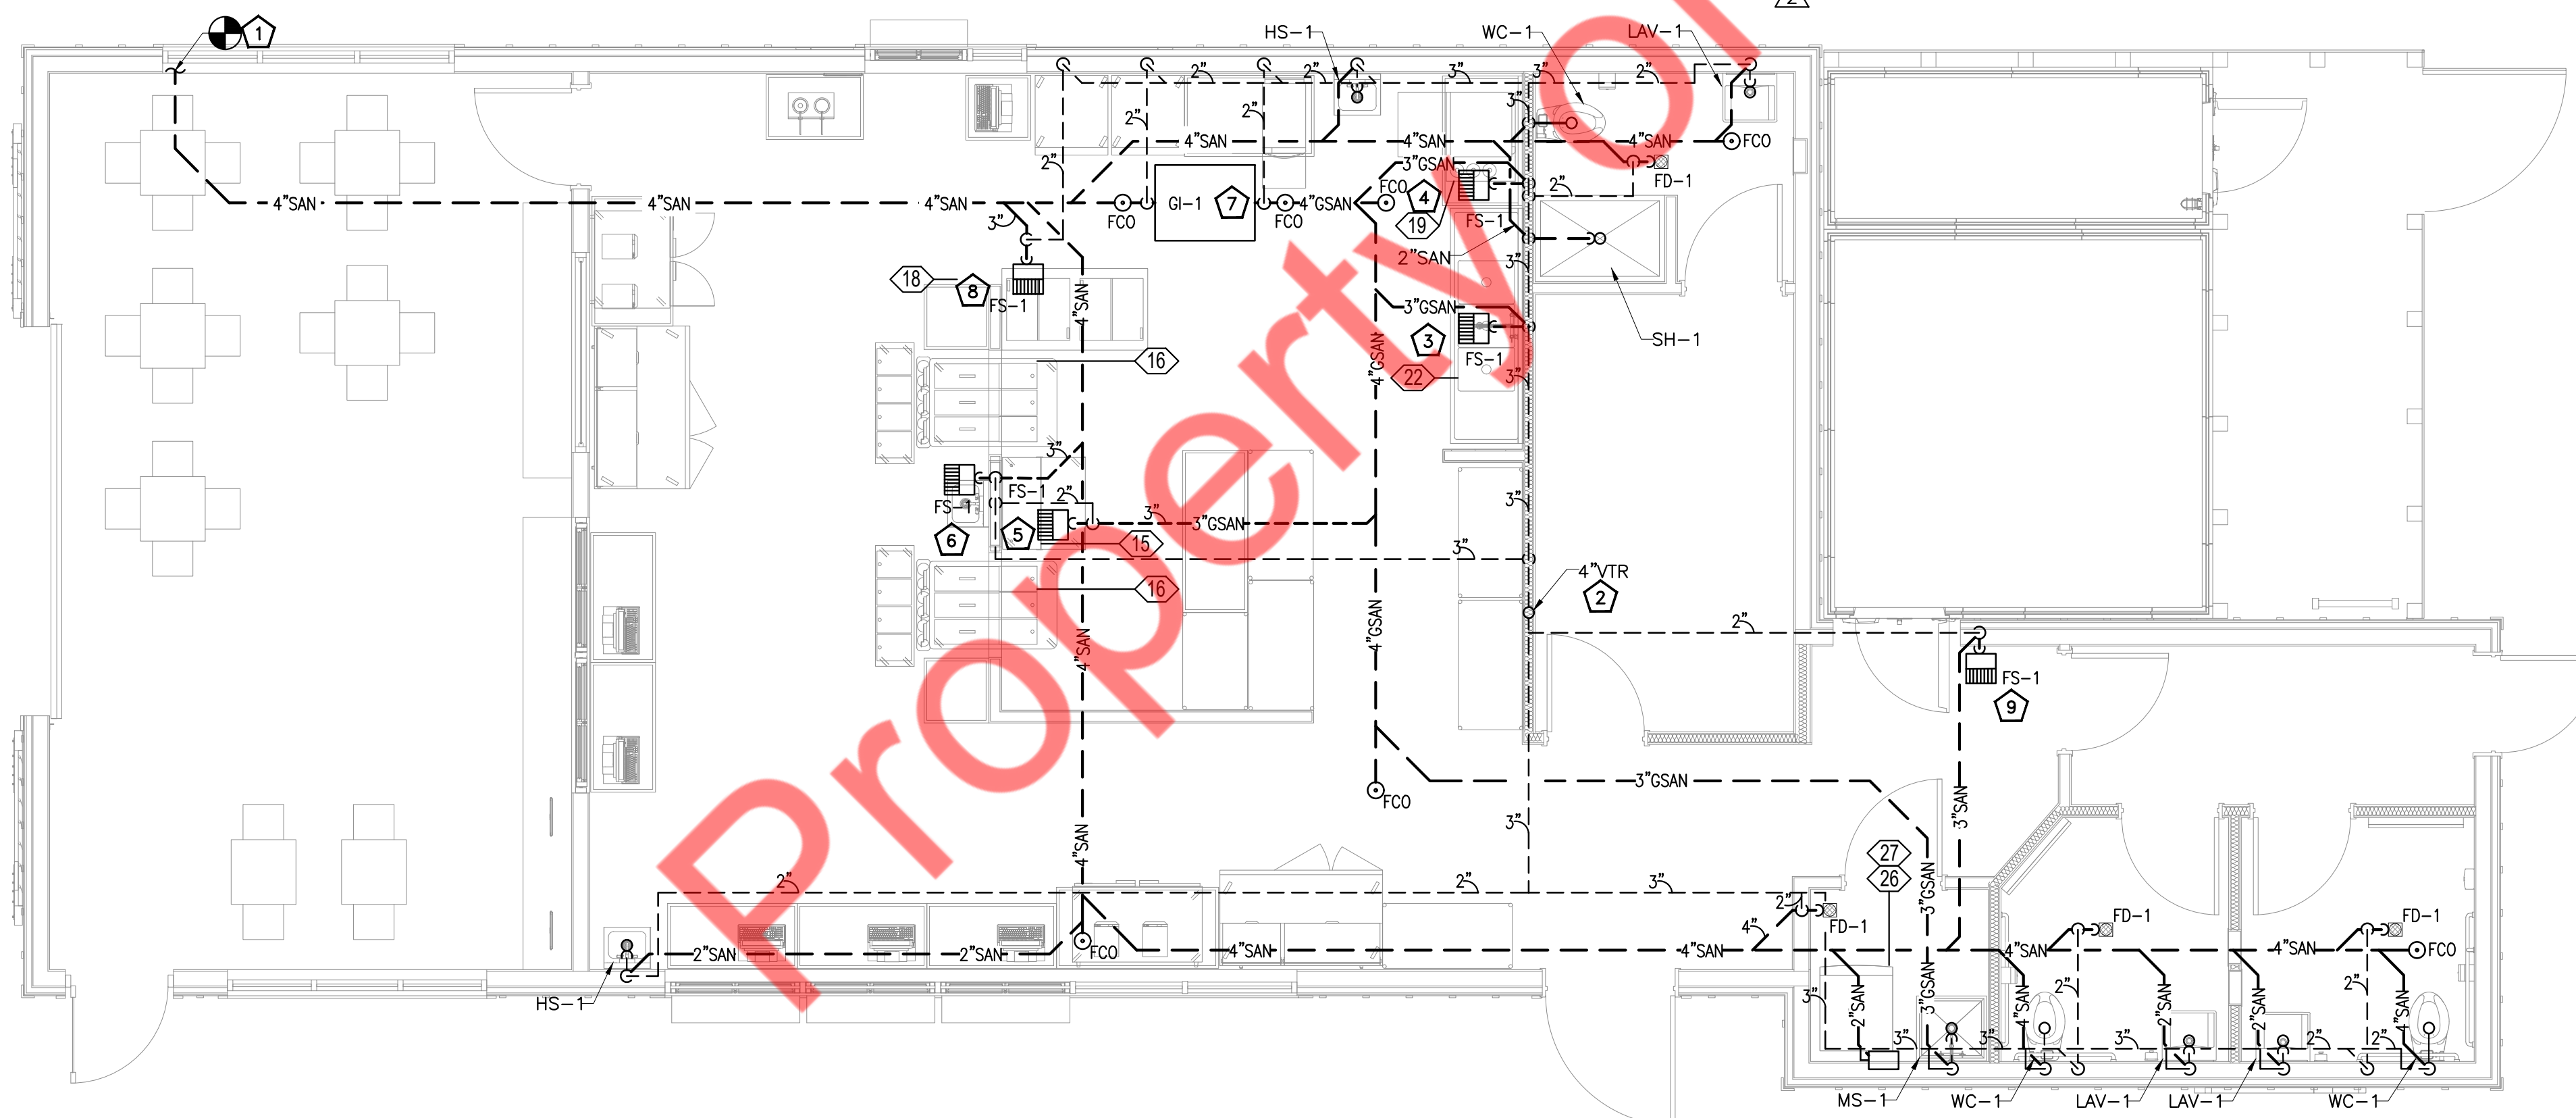 2
1
HS-1
WC-1
LAV-1
2"
2"
3"
3"
2"
3"
2"
2"
2"
4"SAN
4"SAN
4"SAN
FCO
3"GSAN
FD-1
2"
4"SAN
4"SAN
4"SAN
FCO
GI-1
7
FCO
4"GSAN
FCO
4
19
FS-1
3"
2"SAN
3"
18
8
FS-1
4"SAN
3"GSAN
3
FS-1
SH-1
16
4"GSAN
22
3"
3"
FS-1
FS-1
2"
3"
3"
3"GSAN
6
5
15
3"
16
4"VTR
2
4"SAN
4"GSAN
2"
FS-1
9
3"GSAN
FCO
3"SAN
3"
4"SAN
27
26
2"
2"
3"
2"
3"GSAN
FD-1
FD-1
FD-1
4"
FCO
2"SAN
2"SAN
4"SAN
4"SAN
4"SAN
4"SAN
FCO
HS-1
3"
2"SAN
3"GSAN
4"SAN
2"
2"SAN
2"SAN
2"
4"SAN
3"
3"
3"
2"
2"
MS-1
WC-1
LAV-1
LAV-1
WC-1
Property of